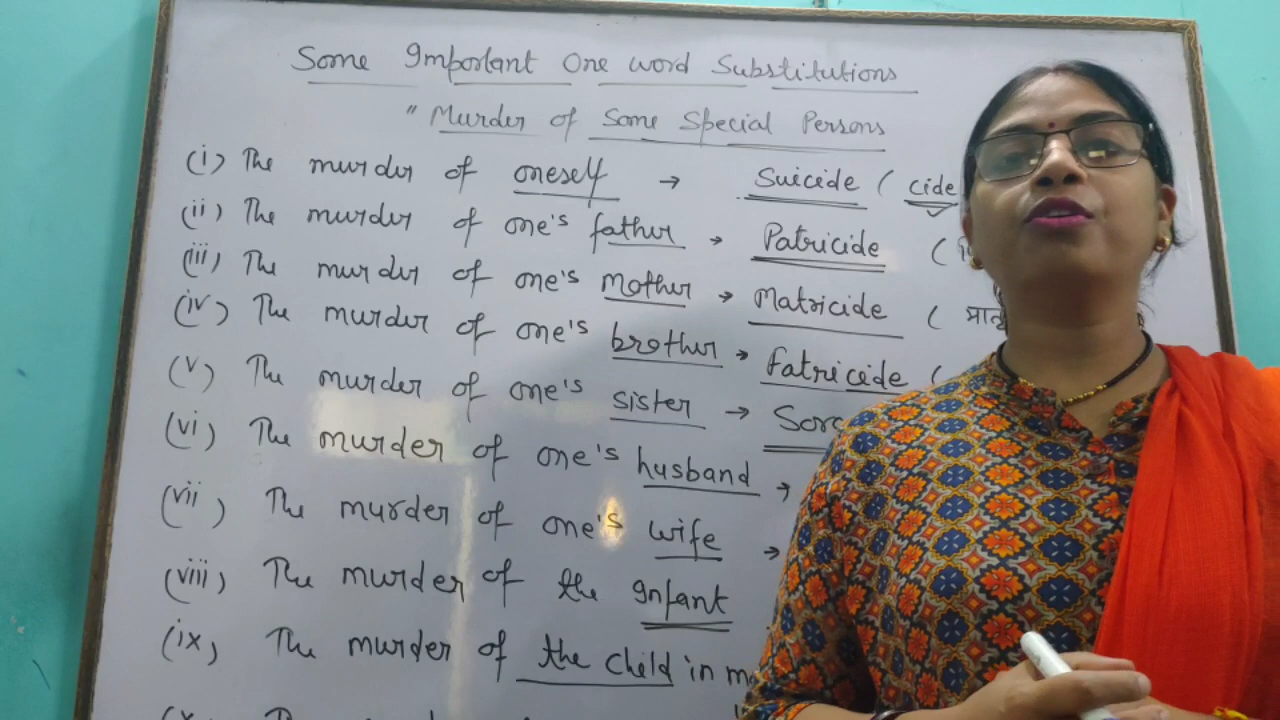 Some Important One word Substitutions
" Murder of Some Special Persons
(i) The murder of oneself → Suicide ( cide
(ii) The murder of one's father → Patricide (
(iii) The murder of one's Mother → Matricide (
(iv) The murder of one's brother → Fatricide (
(v) The murder of one's sister →
(vi) The murder of one's husband →
(vii) The murder of one's wife →
(viii) The murder of the Infant
(ix) The murder of the child in